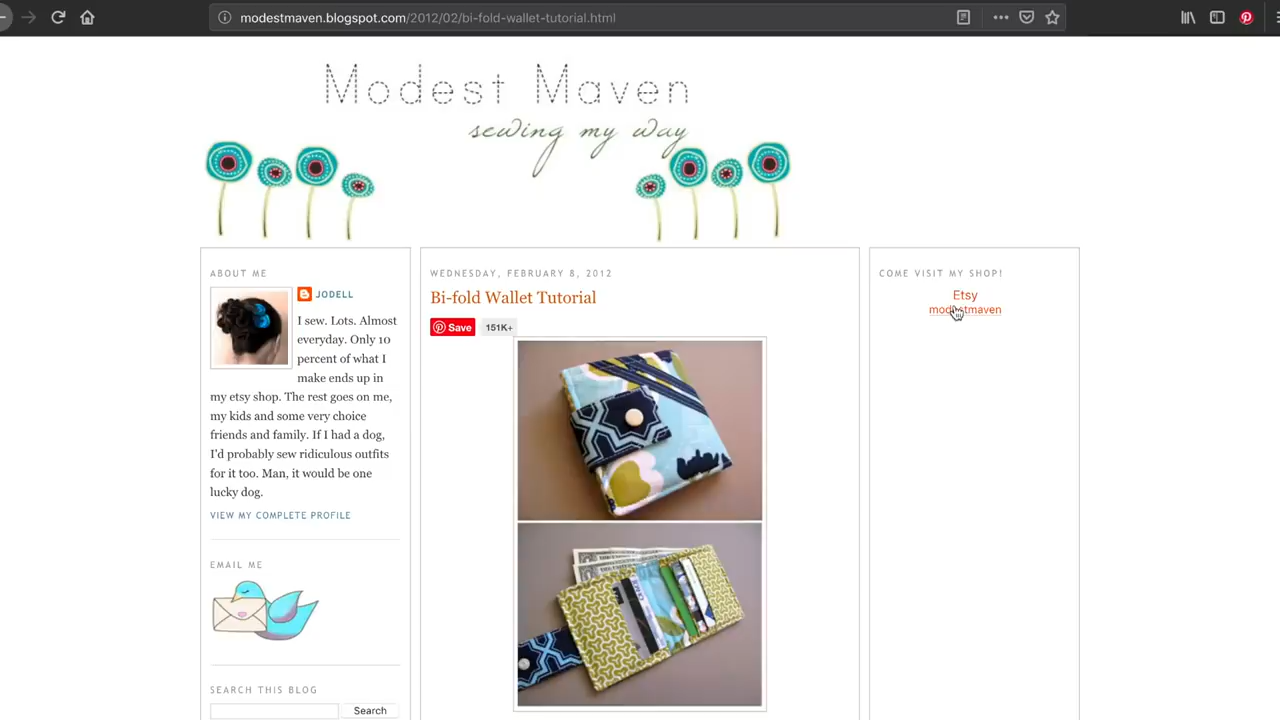 modestmaven.blogspot.com/2012/02/bi-fold-wallet-tutorial.html
Modest Maven
sewing my way
ABOUT ME
JODELL
I sew. Lots. Almost
everyday. Only 10
percent of what I
make ends up in
my etsy shop. The rest goes on me,
my kids and some very choice
friends and family. If I had a dog,
I'd probably sew ridiculous outfits
for it too. Man, it would be one
lucky dog.
VIEW MY COMPLETE PROFILE
EMAIL ME
SEARCH THIS BLOG
Search
WEDNESDAY, FEBRUARY 8, 2012
Bi-fold Wallet Tutorial
Save 151K+
COME VISIT MY SHOP!
Etsy
modestmaven